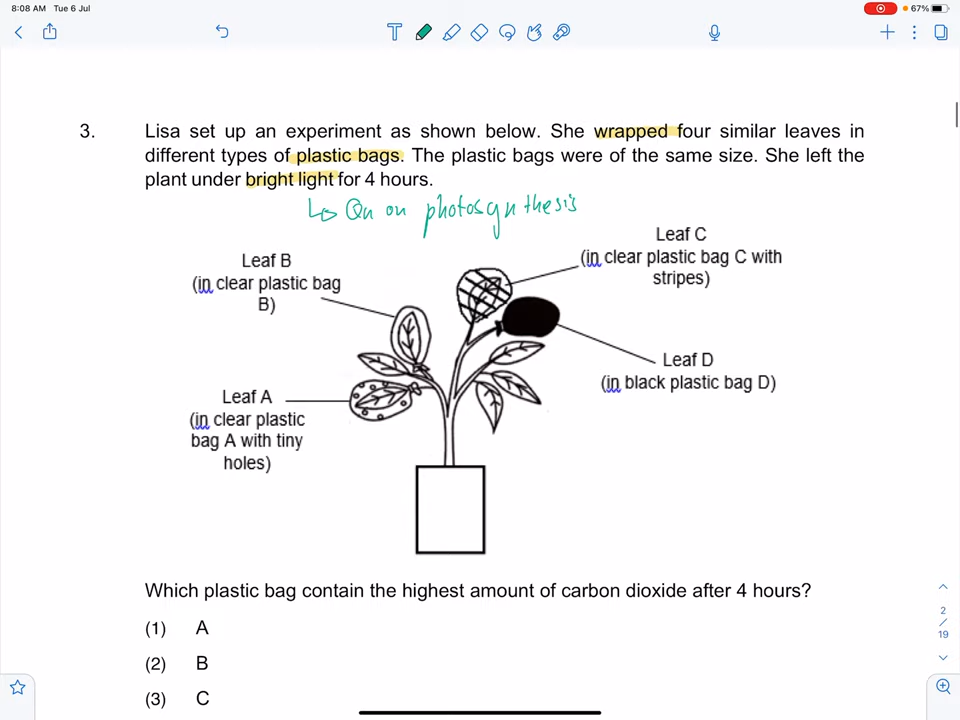 8:08 AM Tue 6 Jul
67%
3. Lisa set up an experiment as shown below. She wrapped four similar leaves in
different types of plastic bags. The plastic bags were of the same size. She left the
plant under bright light for 4 hours.
↳ Qn on photosynthesis
Leaf C
(in clear plastic bag C with
stripes)
Leaf B
(in clear plastic bag
B)
Leaf D
(in black plastic bag D)
Leaf A
(in clear plastic
bag A with tiny
holes)
Which plastic bag contain the highest amount of carbon dioxide after 4 hours?
(1) A
(2) B
(3) C
2
/
19